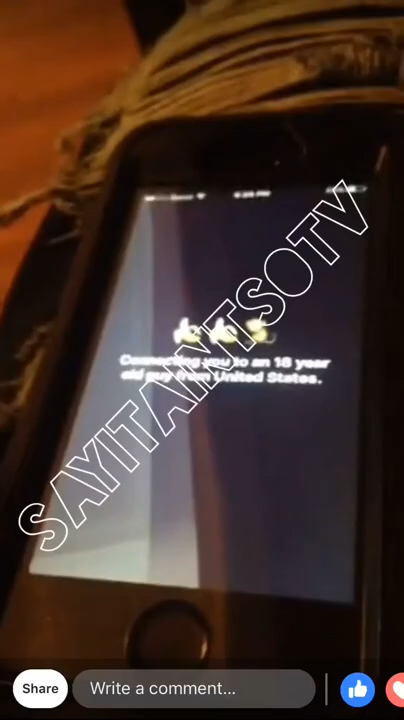 Connecting you to an 18 year
old guy from United States.
SAYITAINTSOTV
Share
Write a comment...